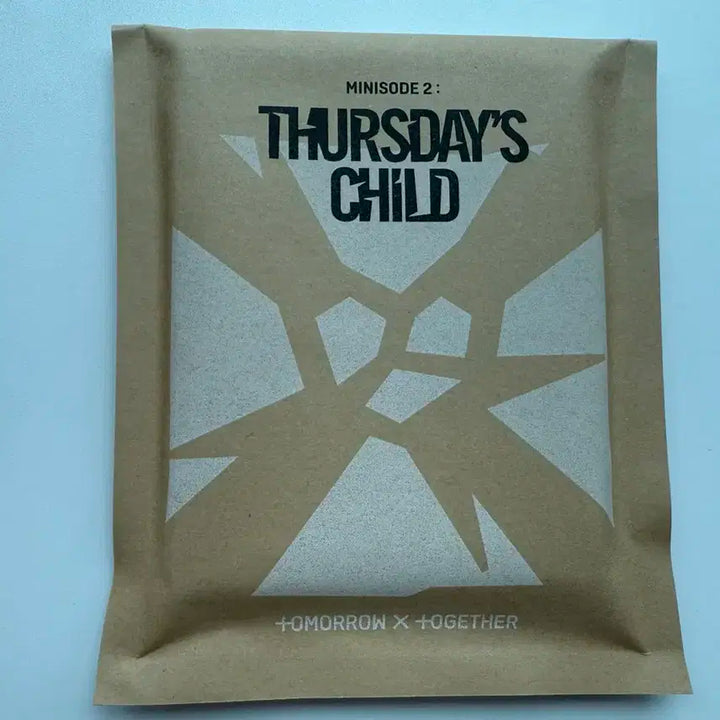 MINISODE 2 :
THURSDAY'S
CHILD
TOMORROW X TOGETHER